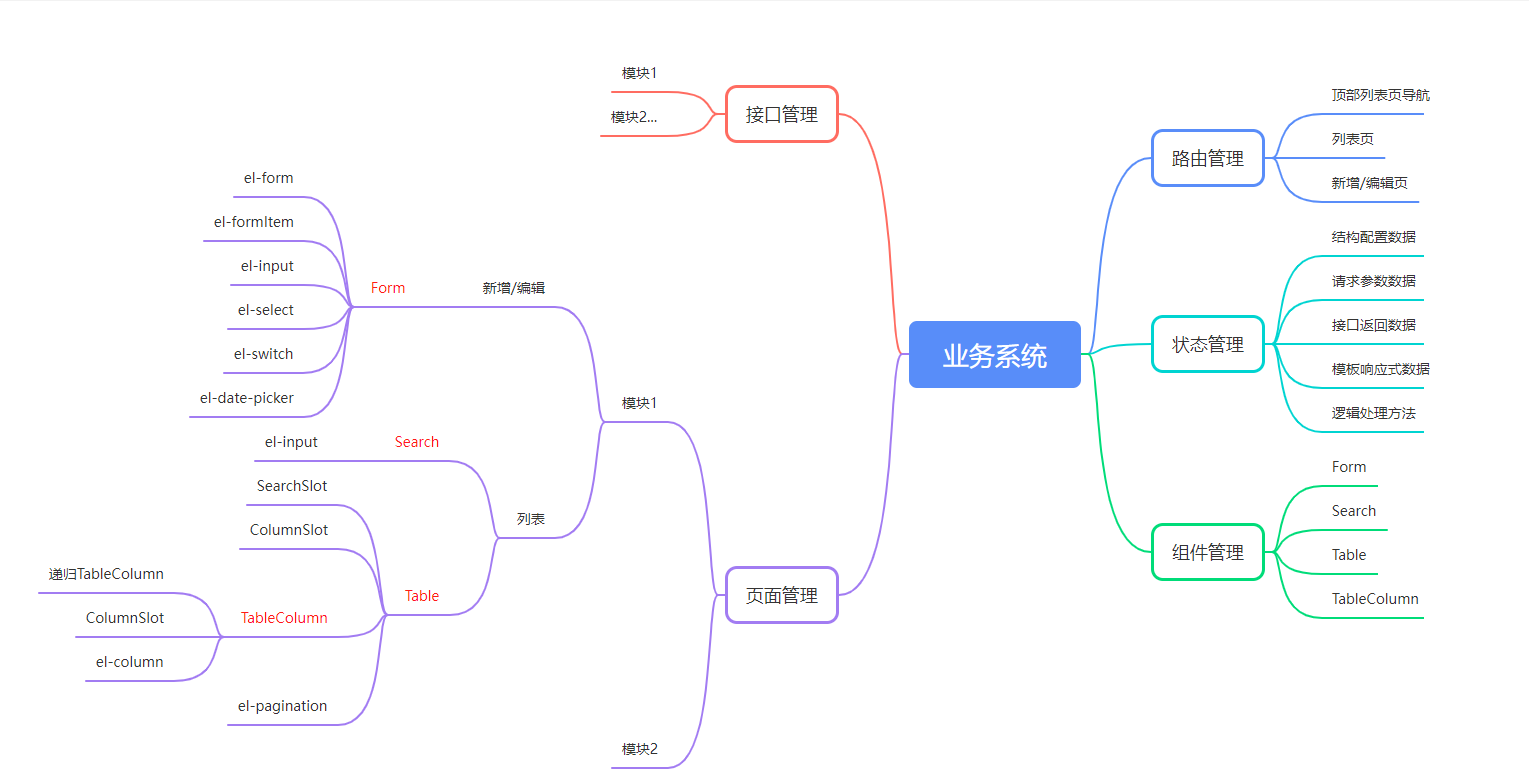 业务系统
接口管理
模块1
模块2...
页面管理
模块1
新增/编辑
Form
el-form
el-formItem
el-input
el-select
el-switch
el-date-picker
列表
Search
el-input
Table
SearchSlot
ColumnSlot
TableColumn
递归TableColumn
ColumnSlot
el-column
el-pagination
模块2
路由管理
顶部列表页导航
列表页
新增/编辑页
状态管理
结构配置数据
请求参数数据
接口返回数据
模板响应式数据
逻辑处理方法
组件管理
Form
Search
Table
TableColumn